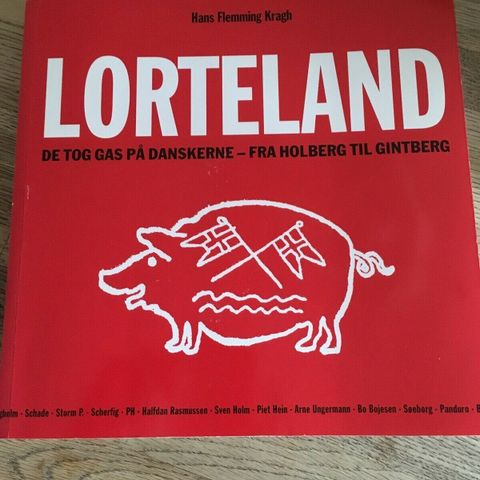 Hans Flemming Kragh
LORTELAND
DE TOG GAS PÅ DANSKERNE – FRA HOLBERG TIL GINTBERG
· Schade · Storm P. · Scherfig · PH · Halfdan Rasmussen · Sven Holm · Piet Hein · Arne Ungermann · Bo Bojesen · Søeborg · Panduro ·